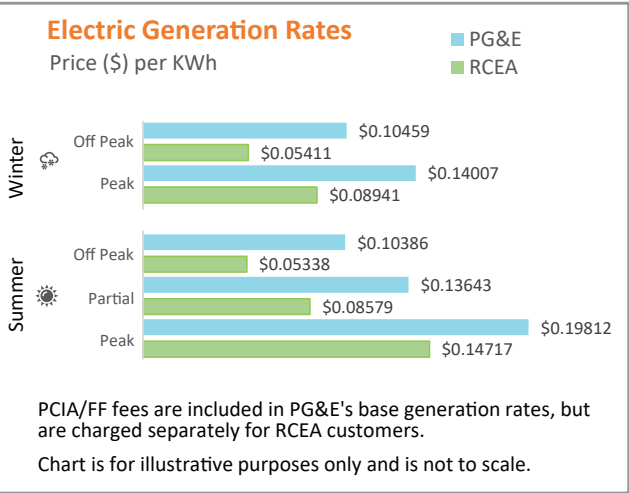 Electric Generation Rates
Price ($) per KWh
PG&E
RCEA
Winter
Off Peak
$0.10459
$0.05411
Peak
$0.14007
$0.08941
Summer
Off Peak
$0.10386
$0.05338
Partial
$0.13643
$0.08579
Peak
$0.19812
$0.14717
PCIA/FF fees are included in PG&E's base generation rates, but
are charged separately for RCEA customers.
Chart is for illustrative purposes only and is not to scale.